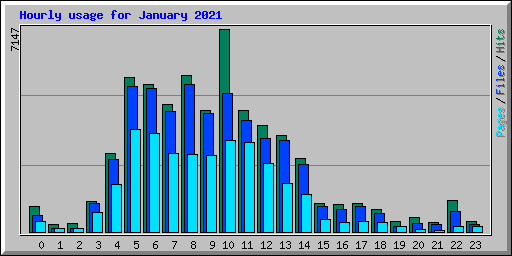 Hourly usage for January 2021
7147
Pages/Files/Hits
0 1 2 3 4 5 6 7 8 9 10 11 12 13 14 15 16 17 18 19 20 21 22 23